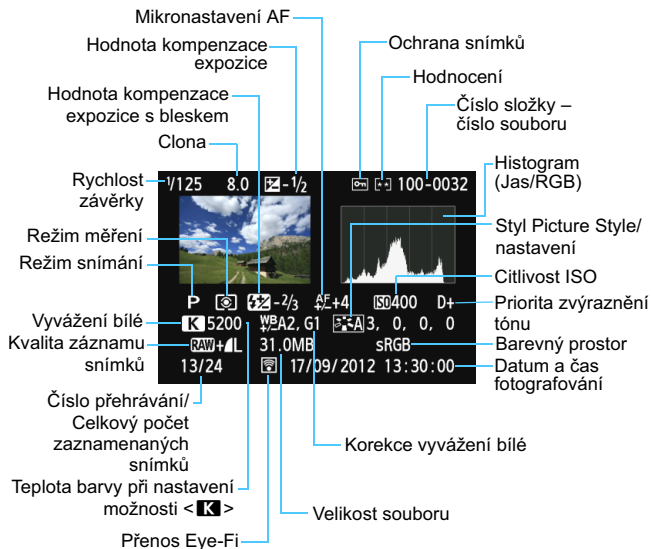 Mikronastavení AF
Hodnota kompenzace
expozice
Ochrana snímků
Hodnocení
Hodnota kompenzace
expozice s bleskem
Číslo složky –
číslo souboru
Clona
Histogram
(Jas/RGB)
Rychlost
závěrky
1/125 8.0 -1/2 100-0032
Styl Picture Style/
nastavení
Režim měření
Režim snímání
Citlivost ISO
P -2/3 AF+4 ISO400 D+
Priorita zvýraznění
tónu
Vyvážení bílé
K 5200 WB A2, G1 A 3, 0, 0, 0
Kvalita záznamu
snímků
RAW+L 31.0MB sRGB
Barevný prostor
13/24 17/09/2012 13:30:00
Datum a čas
fotografování
Číslo přehrávání/
Celkový počet
zaznamenaných
snímků
Korekce vyvážení bílé
Teplota barvy při nastavení
možnosti <K>
Velikost souboru
Přenos Eye-Fi